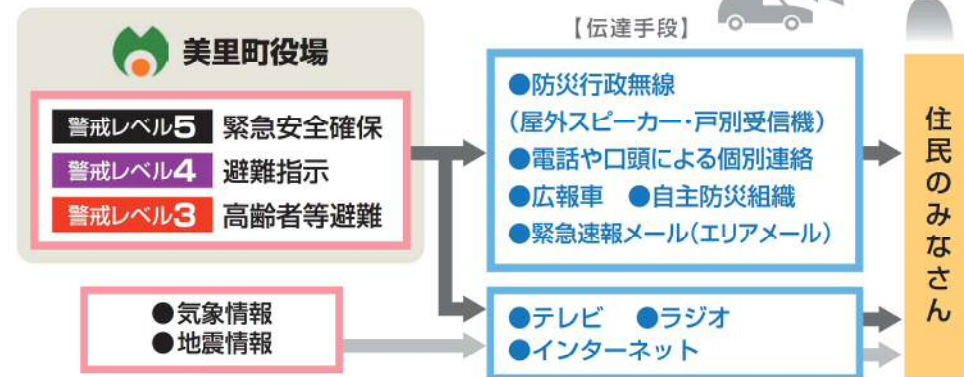 【伝達手段】
美里町役場
警戒レベル5 緊急安全確保
警戒レベル4 避難指示
警戒レベル3 高齢者等避難
●防災行政無線
(屋外スピーカー・戸別受信機)
●電話や口頭による個別連絡
●広報車 ●自主防災組織
●緊急速報メール(エリアメール)
●気象情報
●地震情報
●テレビ ●ラジオ
●インターネット
住民のみなさん